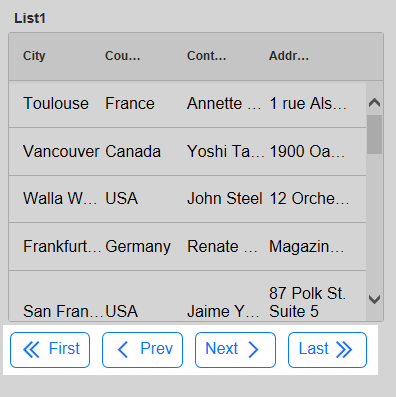 List1
City Cou... Cont... Addr...
Toulouse France Annette ... 1 rue Als...
Vancouver Canada Yoshi Ta... 1900 Oa...
Walla W... USA John Steel 12 Orche...
Frankfurt... Germany Renate ... Magazin...
San Fran... USA Jaime Y... 87 Polk St.
Suite 5
First Prev Next Last